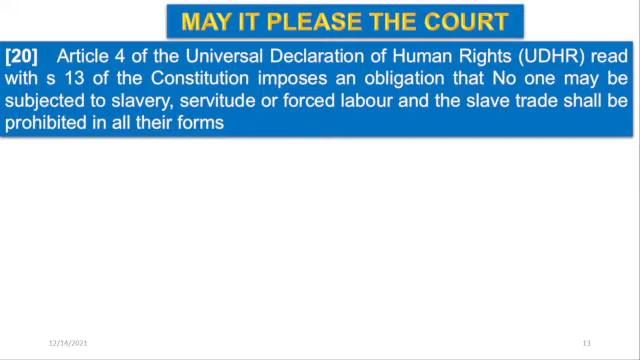 MAY IT PLEASE THE COURT
[20] Article 4 of the Universal Declaration of Human Rights (UDHR) read
with s 13 of the Constitution imposes an obligation that No one may be
subjected to slavery, servitude or forced labour and the slave trade shall be
prohibited in all their forms
12/14/2021
13